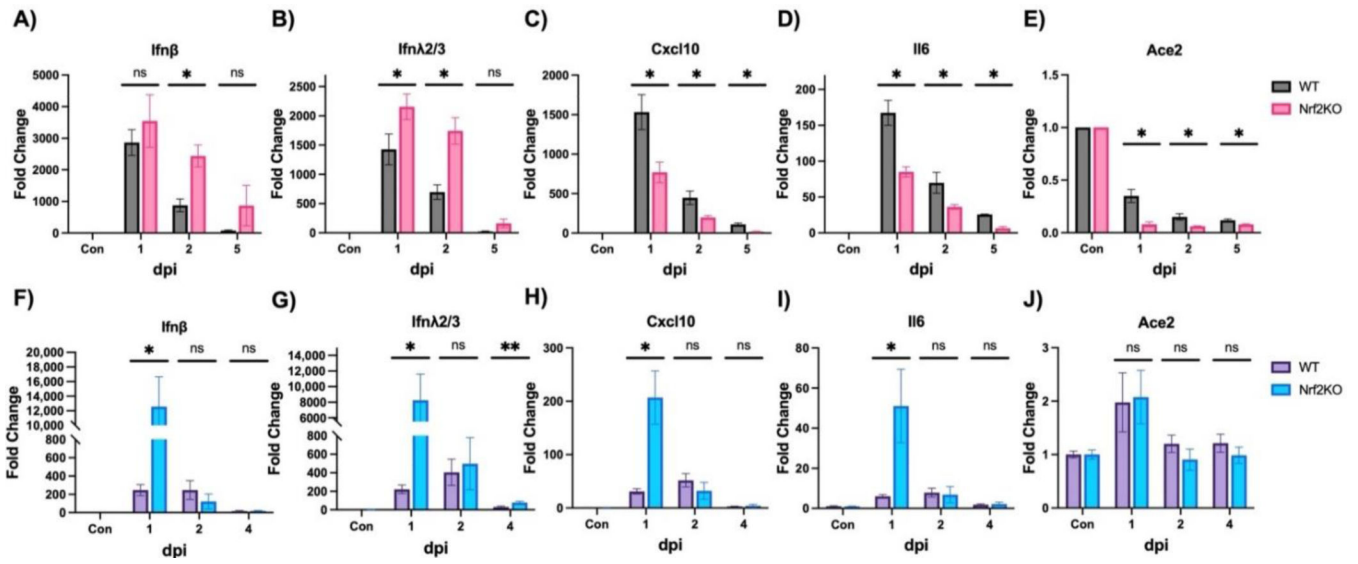 A)
Ifnβ
Fold Change
5000
4000
3000
2000
1000
0
ns
*
ns
Con
1
2
5
dpi
B)
Ifnλ2/3
Fold Change
2500
2000
1500
1000
500
0
*
*
ns
Con
1
2
5
dpi
C)
Cxcl10
Fold Change
2000
1500
1000
500
0
*
*
*
Con
1
2
5
dpi
D)
Il6
Fold Change
200
150
100
50
0
*
*
*
Con
1
2
5
dpi
E)
Ace2
Fold Change
1.5
1.0
0.5
0.0
*
*
*
Con
1
2
5
dpi
WT
Nrf2KO
F)
Ifnβ
Fold Change
20,000
18,000
16,000
14,000
12,000
10,000
800
600
400
200
0
*
ns
ns
Con
1
2
4
dpi
G)
Ifnλ2/3
Fold Change
14,000
12,000
10,000
8000
6000
800
600
400
200
0
*
ns
**
Con
1
2
4
dpi
H)
Cxcl10
Fold Change
300
200
100
0
*
ns
ns
Con
1
2
4
dpi
I)
Il6
Fold Change
80
60
40
20
0
*
ns
ns
Con
1
2
4
dpi
J)
Ace2
Fold Change
3
2
1
0
ns
ns
ns
Con
1
2
4
dpi
WT
Nrf2KO